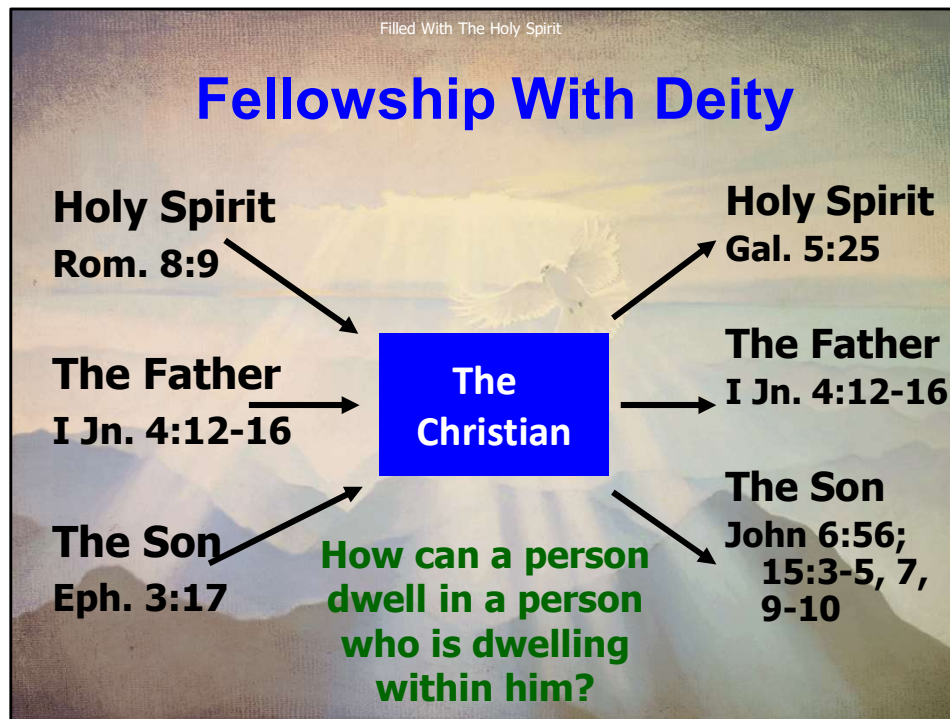 Filled With The Holy Spirit
Fellowship With Deity
Holy Spirit
Rom. 8:9
The Father
I Jn. 4:12-16
The Son
Eph. 3:17
The
Christian
How can a person
dwell in a person
who is dwelling
within him?
Holy Spirit
Gal. 5:25
The Father
I Jn. 4:12-16
The Son
John 6:56;
15:3-5, 7,
9-10